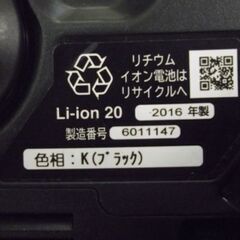 リチウム
イオン電池は
リサイクルへ
Li-ion 20 2016 年製
製造番号 6011147
色相：K(ブラック)